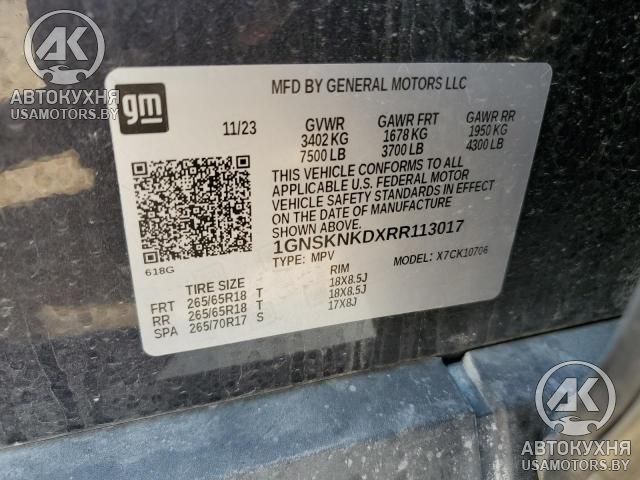 АК
АВТОКУХНЯ
USAMOTORS.BY
gm
MFD BY GENERAL MOTORS LLC
11/23 GVWR GAWR FRT GAWR RR
3402 KG 1678 KG 1950 KG
7500 LB 3700 LB 4300 LB
THIS VEHICLE CONFORMS TO ALL
APPLICABLE U.S. FEDERAL MOTOR
VEHICLE SAFETY STANDARDS IN EFFECT
ON THE DATE OF MANUFACTURE
SHOWN ABOVE.
1GNSKNKDXRR113017
TYPE: MPV MODEL: X7CK10706
618G
TIRE SIZE RIM
FRT 265/65R18 T 18X8.5J
RR 265/65R18 T 18X8.5J
SPA 265/70R17 S 17X8J
АК
АВТОКУХНЯ
USAMOTORS.BY